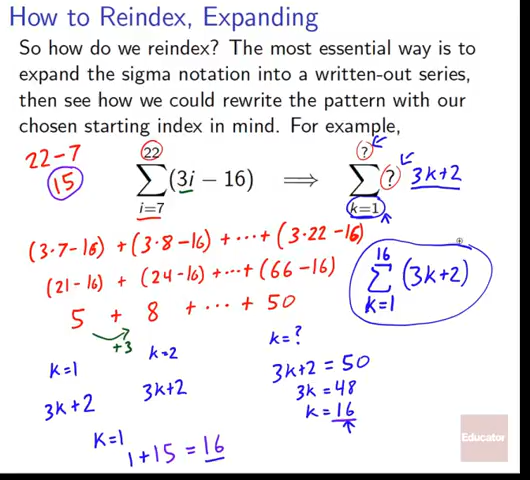 How to Reindex, Expanding
So how do we reindex? The most essential way is to
expand the sigma notation into a written-out series,
then see how we could rewrite the pattern with our
chosen starting index in mind. For example,
22-7
15
22
∑(3i − 16)
i=7
⟹
?
∑ ? 3k+2
k=1
(3·7-16) + (3·8-16) + ··· + (3·22-16)
(21-16) + (24-16) + ··· + (66-16)
5 + 8 + ··· + 50
+3
16
∑ (3k+2)
k=1
k=1
3k+2
k=2
3k+2
k=?
3k+2 = 50
3k = 48
k = 16
k=1
1+15 = 16
Educator